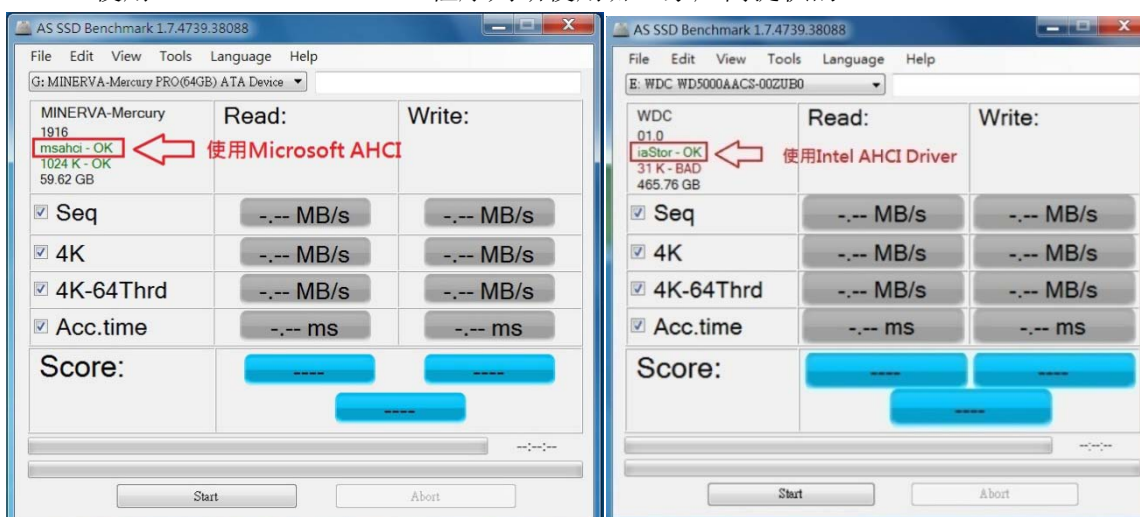 AS SSD Benchmark 1.7.4739.38088
File Edit View Tools Language Help
G: MINERVA-Mercury PRO(64GB) ATA Device
MINERVA-Mercury
1916
msahci - OK
1024 K - OK
59.62 GB
Read:
Write:
使用Microsoft AHCI
Seq
-.-- MB/s
-.-- MB/s
4K
-.-- MB/s
-.-- MB/s
4K-64Thrd
-.-- MB/s
-.-- MB/s
Acc.time
-.-- ms
-.-- ms
Score:
----
----
----
--:--:--
Start
Abort
AS SSD Benchmark 1.7.4739.38088
File Edit View Tools Language Help
E: WDC WD5000AACS-00ZUB0
WDC
01.0
iaStor - OK
31 K - BAD
465.76 GB
Read:
Write:
使用Intel AHCI Driver
Seq
-.-- MB/s
-.-- MB/s
4K
-.-- MB/s
-.-- MB/s
4K-64Thrd
-.-- MB/s
-.-- MB/s
Acc.time
-.-- ms
-.-- ms
Score:
----
----
----
--:--:--
Start
Abort